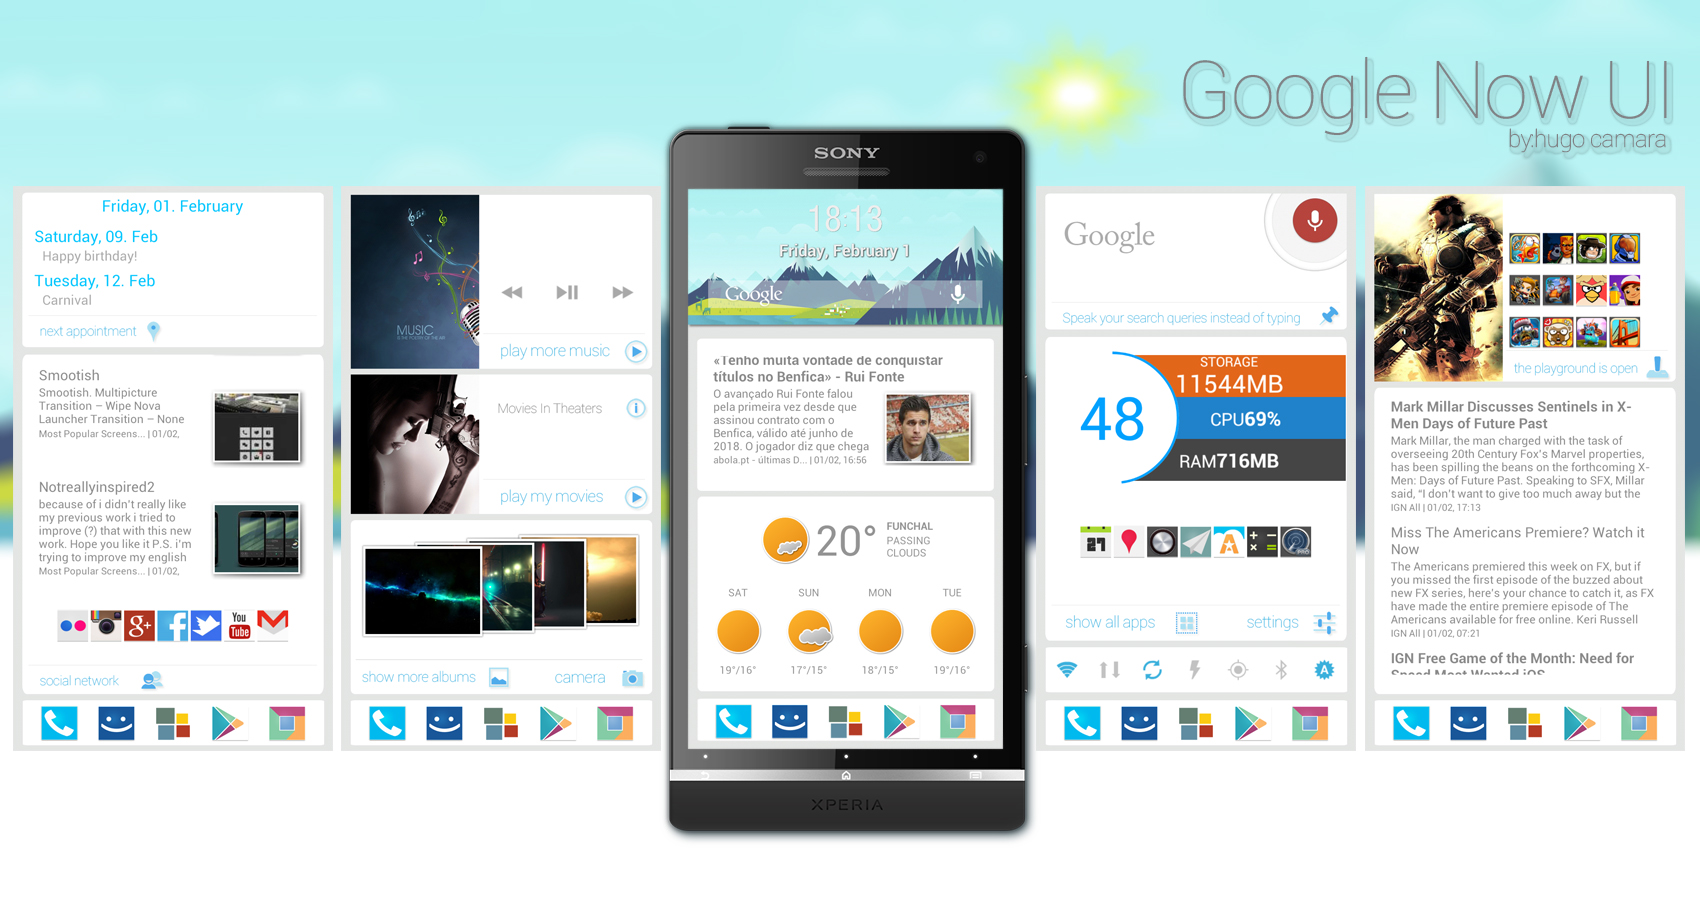 Google Now UI
by.hugo camara
Friday, 01. February
Saturday, 09. Feb
Happy birthday!
Tuesday, 12. Feb
Carnival
next appointment
Smootish
Smootish. Multipicture
Transition – Wipe Nova
Launcher Transition – None
Most Popular Screens... | 01/02,
Notreallyinspired2
because of i didn't really like
my previous work i tried to
improve (?) that with this new
work. Hope you like it P.S. i'm
trying to improve my english
Most Popular Screens... | 01/02,
g+
You
Tube
social network
MUSIC
play more music
Movies In Theaters
play my movies
show more albums
camera
SONY
18:13
Friday, February 1
Google
«Tenho muita vontade de conquistar
títulos no Benfica» - Rui Fonte
O avançado Rui Fonte falou
pela primeira vez desde que
assinou contrato com o
Benfica, válido até junho de
2018. O jogador diz que chega
abola.pt - últimas D... | 01/02, 16:56
20°
FUNCHAL
PASSING
CLOUDS
SAT SUN MON TUE
19°/16° 17°/15° 18°/15° 19°/16°
XPERIA
Google
Speak your search queries instead of typing
48
STORAGE
11544MB
CPU69%
RAM716MB
27
show all apps
settings
A
the playground is open
Mark Millar Discusses Sentinels in X-
Men Days of Future Past
Mark Millar, the man charged with the task of
overseeing 20th Century Fox's Marvel properties,
has been spilling the beans on the forthcoming X-
Men: Days of Future Past. Speaking to SFX, Millar
said, "I don't want to give too much away but the
IGN All | 01/02, 17:13
Miss The Americans Premiere? Watch it
Now
The Americans premiered this week on FX, but if
you missed the first episode of the buzzed about
new FX series, here's your chance to catch it, as FX
have made the entire premiere episode of The
Americans available for free online. Keri Russell
IGN All | 01/02, 07:21
IGN Free Game of the Month: Need for
Speed Most Wanted iOS